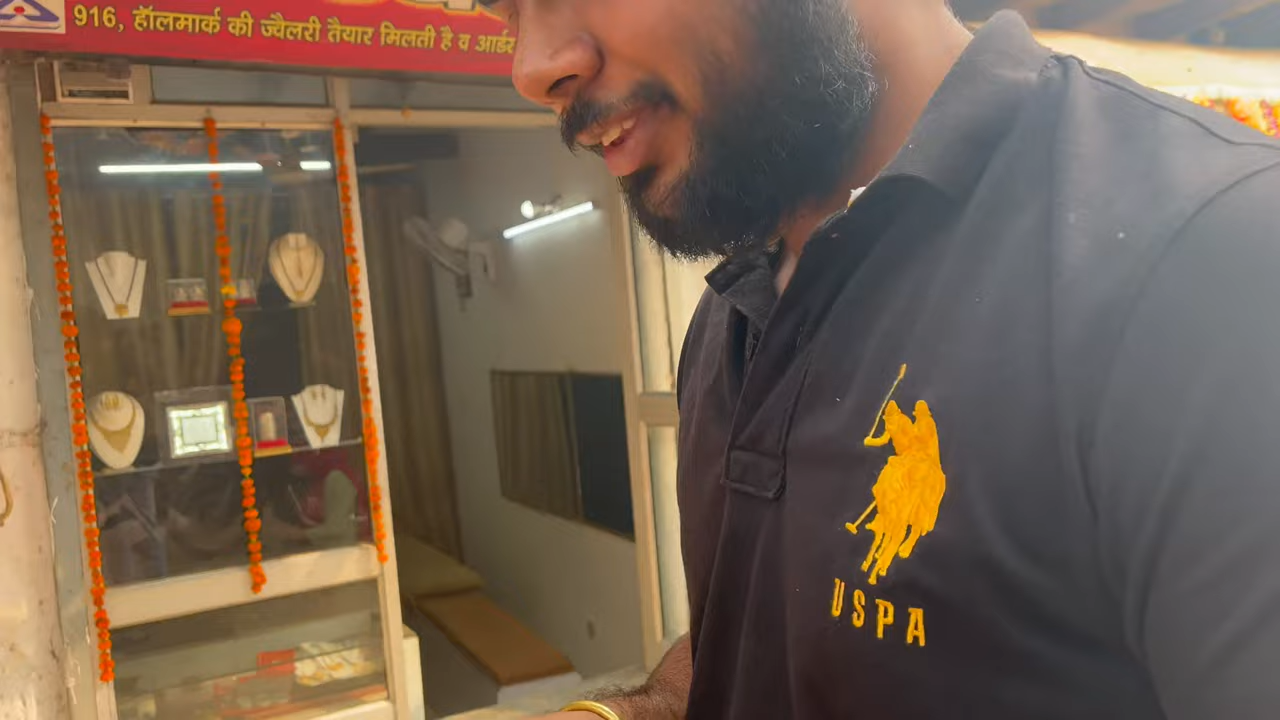 916, हॉलमार्क की ज्वैलरी तैयार मिलती है व आर्डर
USPA